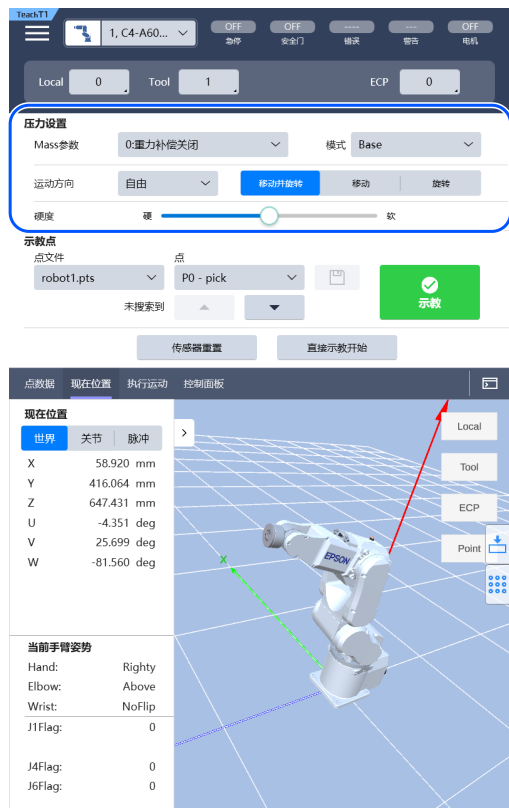 TeachT1
1, C4-A60...
OFF
急停
OFF
安全门
----
错误
---
警告
OFF
电机
Local 0 Tool 1 ECP 0
压力设置
Mass参数 0:重力补偿关闭 模式 Base
运动方向 自由 移动并旋转 移动 旋转
硬度 硬 软
示教点
点文件 点
robot1.pts P0 - pick
示教
未搜索到
传感器重置 直接示教开始
点数据 现在位置 执行运动 控制面板
现在位置
世界 关节 脉冲
X 58.920 mm
Y 416.064 mm
Z 647.431 mm
U -4.351 deg
V 25.699 deg
W -81.560 deg
当前手臂姿势
Hand: Righty
Elbow: Above
Wrist: NoFlip
J1Flag: 0
J4Flag: 0
J6Flag: 0
Local
Tool
ECP
Point
X
EPSON